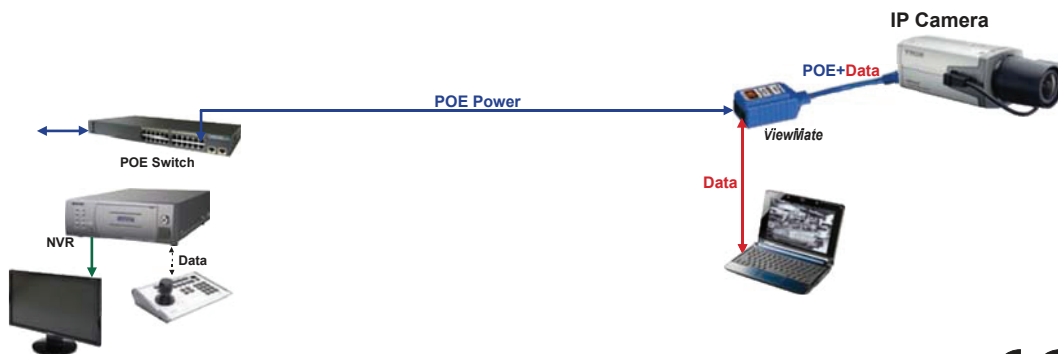 IP Camera
POE+Data
POE Power
ViewMate
POE Switch
Data
NVR
Data